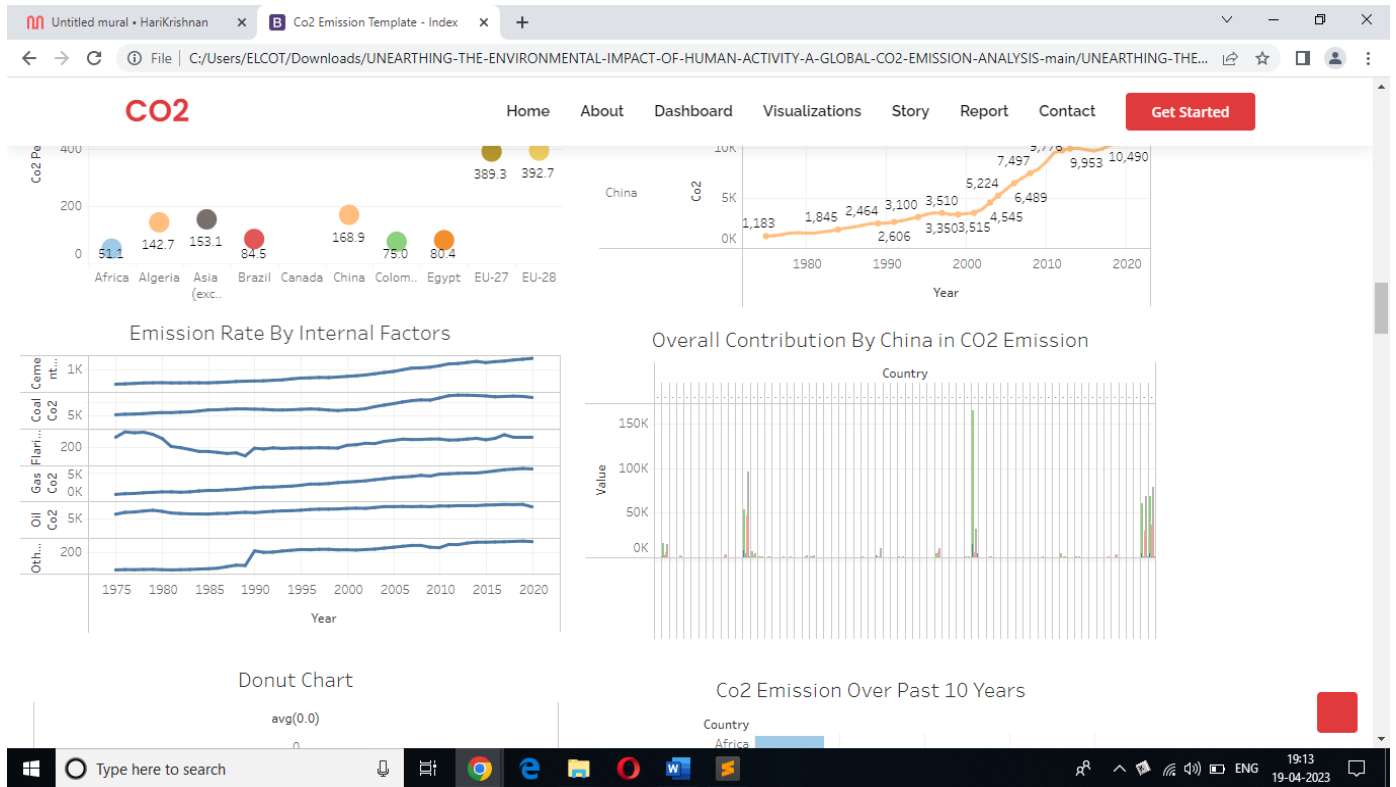 Untitled mural • HariKrishnan
Co2 Emission Template - Index
File
C:/Users/ELCOT/Downloads/UNEARTHING-THE-ENVIRONMENTAL-IMPACT-OF-HUMAN-ACTIVITY-A-GLOBAL-CO2-EMISSION-ANALYSIS-main/UNEARTHING-THE...
CO2
Home About Dashboard Visualizations Story Report Contact Get Started
Co2 Pe
400
200
0
389.3 392.7
142.7 153.1 168.9
51.1 84.5 75.0 80.4
Africa Algeria Asia (exc.. Brazil Canada China Colom.. Egypt EU-27 EU-28
China
Co2
10K
5K
0K
1,183 1,845 2,464 2,606 3,100 3,350 3,510 3,515 4,545 5,224 6,489 7,497 9,776 9,953 10,490
1980 1990 2000 2010 2020
Year
Emission Rate By Internal Factors
Ceme nt... 1K
Coal Co2 5K
Flari... 200
Gas Co2 5K 0K
Oil Co2 5K
Oth... 200
1975 1980 1985 1990 1995 2000 2005 2010 2015 2020
Year
Overall Contribution By China in CO2 Emission
Country
Value
150K
100K
50K
0K
Donut Chart
avg(0.0)
0
Co2 Emission Over Past 10 Years
Country
Africa
Type here to search
ENG
19:13
19-04-2023